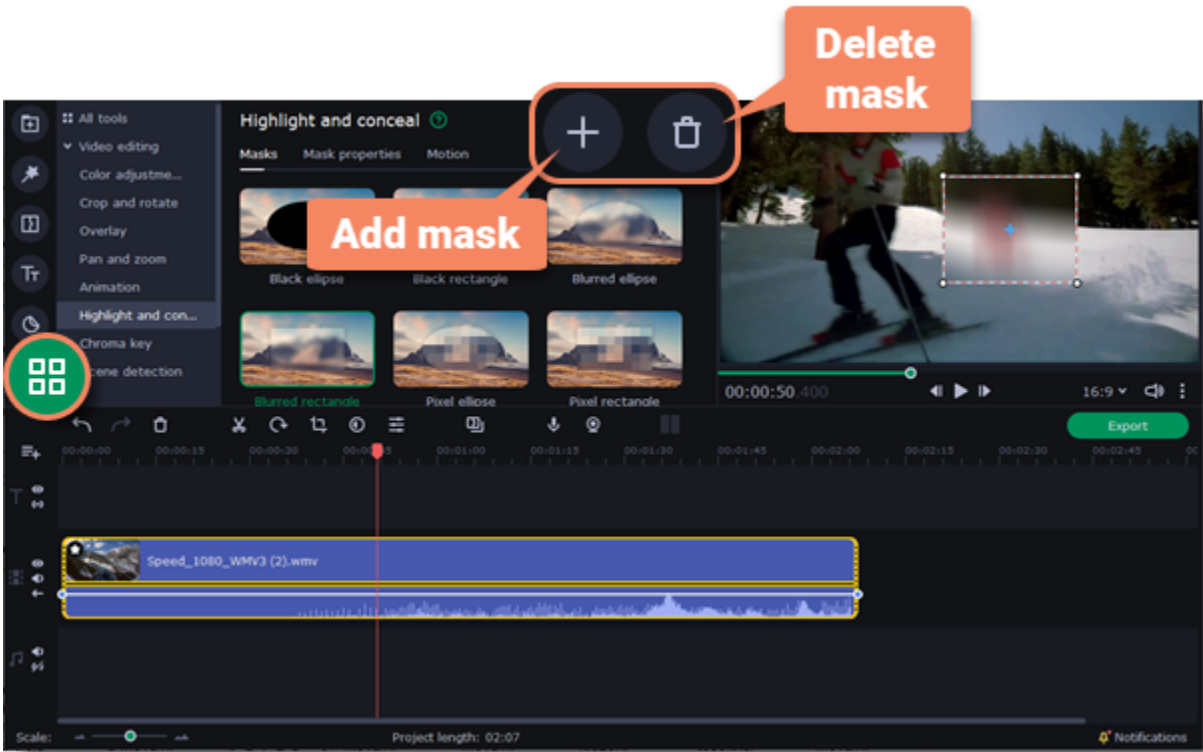 Delete
mask
All tools
Highlight and conceal ?
Video editing
Masks Mask properties Motion
Color adjustme...
Crop and rotate
Add mask
Overlay
Pan and zoom
Black ellipse Black rectangle Blurred ellipse
Animation
Highlight and con...
Chroma key
cene detection
00:00:50.400
16:9
Blurred rectangle Pixel ellipse Pixel rectangle
Export
00:00:00 00:00:15 00:00:30 00:01:00 00:01:15 00:01:30 00:01:45 00:02:00 00:02:15 00:02:30 00:02:45
Speed_1080_WMV3 (2).wmv
Scale:
Project length: 02:07
Notifications